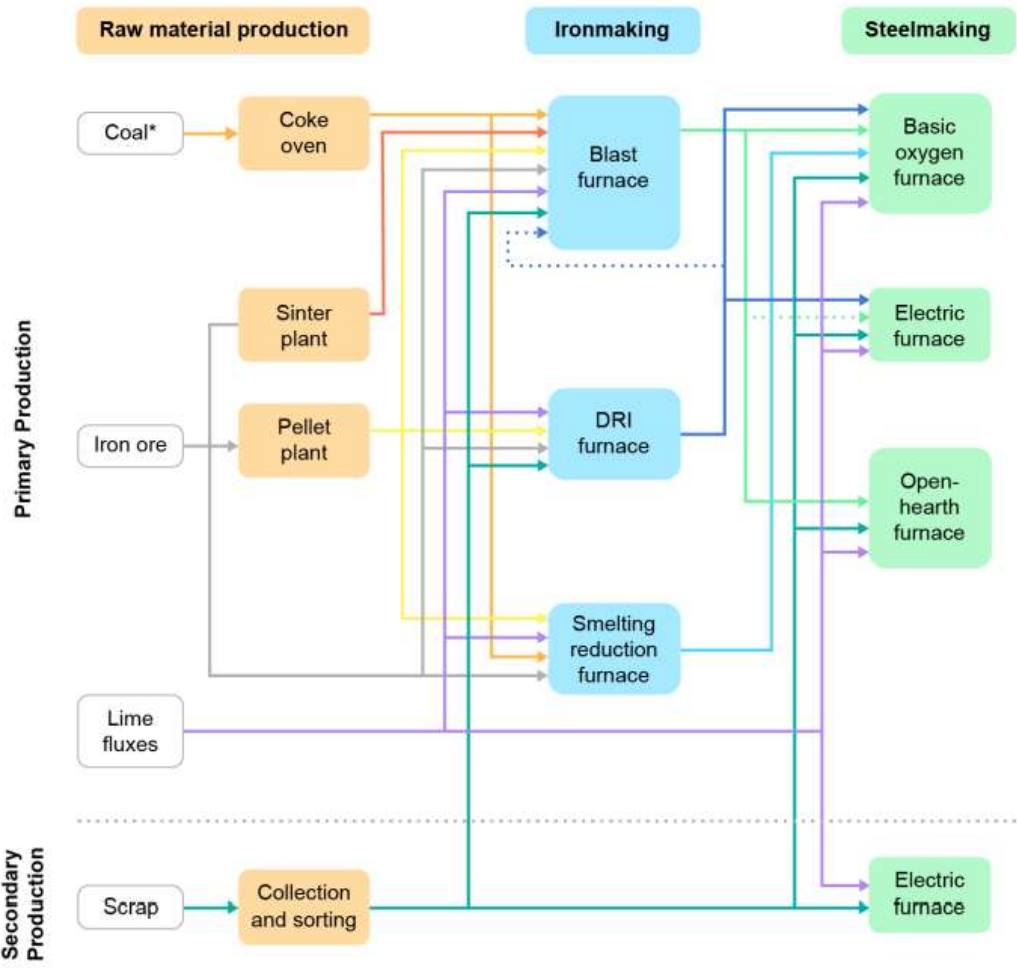 Raw material production
Ironmaking
Steelmaking
Primary Production
Coal*
Coke
oven
Blast
furnace
Basic
oxygen
furnace
Sinter
plant
Electric
furnace
Iron ore
Pellet
plant
DRI
furnace
Open-
hearth
furnace
Smelting
reduction
furnace
Lime
fluxes
Secondary
Production
Scrap
Collection
and sorting
Electric
furnace